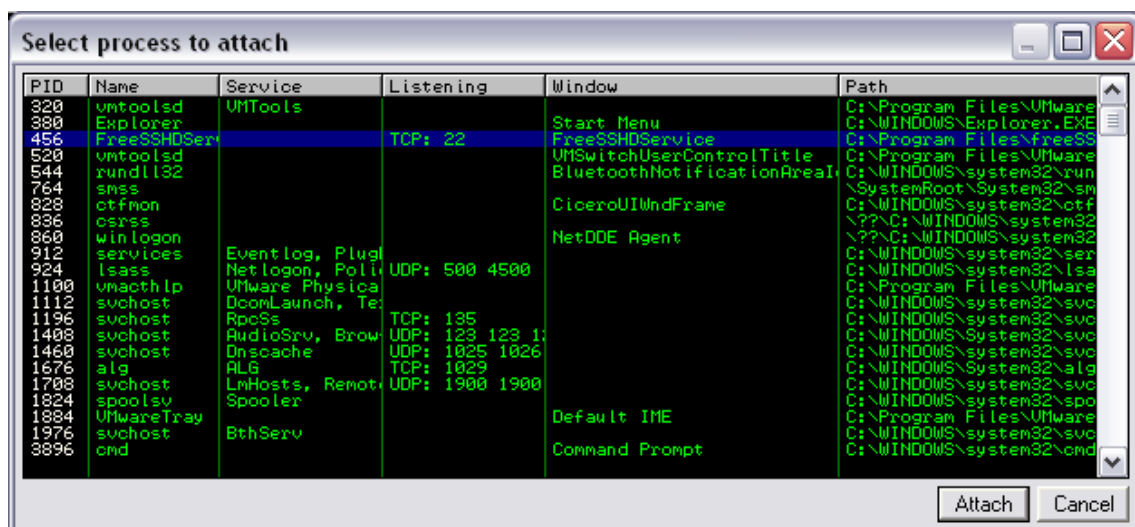 Select process to attach
PID Name Service Listening Window Path
320 vmtoolsd VMTools C:\Program Files\VMware
380 Explorer Start Menu C:\WINDOWS\Explorer.EXE
456 FreeSSHDSer TCP: 22 FreeSSHDService C:\Program Files\freeSS
520 vmtoolsd VMSwitchUserControlTitle C:\Program Files\VMware
544 rundll32 BluetoothNotificationAreaI C:\WINDOWS\system32\run
764 smss \SystemRoot\System32\sm
828 ctfmon CiceroUIWndFrame C:\WINDOWS\system32\ctf
836 csrss \??\C:\WINDOWS\system32
860 winlogon NetDDE Agent \??\C:\WINDOWS\system32
912 services Eventlog, Plug C:\WINDOWS\system32\ser
924 lsass Netlogon, Poli UDP: 500 4500 C:\WINDOWS\system32\lsa
1100 vmacthlp VMware Physica C:\Program Files\VMware
1112 svchost DcomLaunch, Te C:\WINDOWS\system32\svc
1196 svchost RpcSs TCP: 135 C:\WINDOWS\system32\svc
1408 svchost AudioSrv, Brow UDP: 123 123 1 C:\WINDOWS\System32\svc
1460 svchost Dnscache UDP: 1025 1026 C:\WINDOWS\system32\svc
1676 alg ALG TCP: 1029 C:\WINDOWS\System32\alg
1708 svchost LmHosts, Remot UDP: 1900 1900 C:\WINDOWS\system32\svc
1824 spoolsv Spooler C:\WINDOWS\system32\spo
1884 VMwareTray Default IME C:\Program Files\VMware
1976 svchost BthServ C:\WINDOWS\system32\svc
3896 cmd Command Prompt C:\WINDOWS\system32\cmd
Attach Cancel